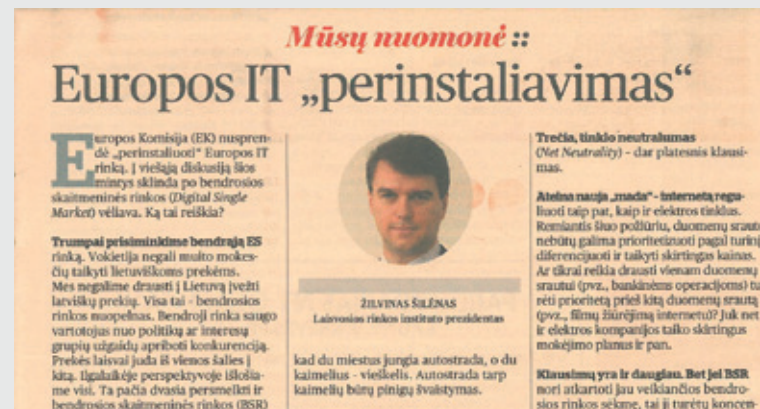 Mūsų nuomonė ::
Europos IT „perinstaliavimas“
Europos Komisija (EK) nuspren-
dė „perinstaliuoti“ Europos IT
rinką. Į viešąją diskusiją šios
mintys sklinda po bendrosios
skaitmeninės rinkos (Digital Single
Market) vėliava. Ką tai reiškia?
Trumpai prisiminkime bendrąją ES
rinką. Vokietija negali muito mokes-
čių taikyti lietuviškoms prekėms.
Mes negalime drausti į Lietuvą įvežti
latviškų prekių. Visa tai - bendrosios
rinkos nuopelnas. Bendroji rinka saugo
vartotojus nuo politikų ar interesų
grupių užgaidų apriboti konkurenciją.
Prekės laisvai juda iš vienos šalies į
kitą. Ilgalaikėje perspektyvoje išlošia-
me visi. Ta pačia dvasia persmelkti ir
bendrosios skaitmeninės rinkos (BSR)
ŽILVINAS ŠILĖNAS
Laisvosios rinkos instituto prezidentas
kad du miestus jungia autostrada, o du
kaimelius - vieškelis. Autostrada tarp
kaimelių būtų pinigų švaistymas.
Trečia, tinklo neutralumas
(Net Neutrality) - dar platesnis klausi-
mas.
Ateina nauja „mada“ - internetą regu-
liuoti taip pat, kaip ir elektros tinklus.
Remiantis šiuo požiūriu, duomenų srautų
nebūtų galima prioritetizuoti pagal turinį,
diferencijuoti ir taikyti skirtingas kainas.
Ar tikrai reikia drausti vienam duomenų
srautui (pvz., bankinėms operacijoms) tu-
rėti prioritetą prieš kitą duomenų srautą
(pvz., filmų žiūrėjimą internetu)? Juk net
ir elektros kompanijos taiko skirtingus
mokėjimo planus ir pan.
Klausimų yra ir daugiau. Bet jei BSR
nori atkartoti jau veikiančios bendro-
sios rinkos sėkmę, tai ji turėtų koncen-